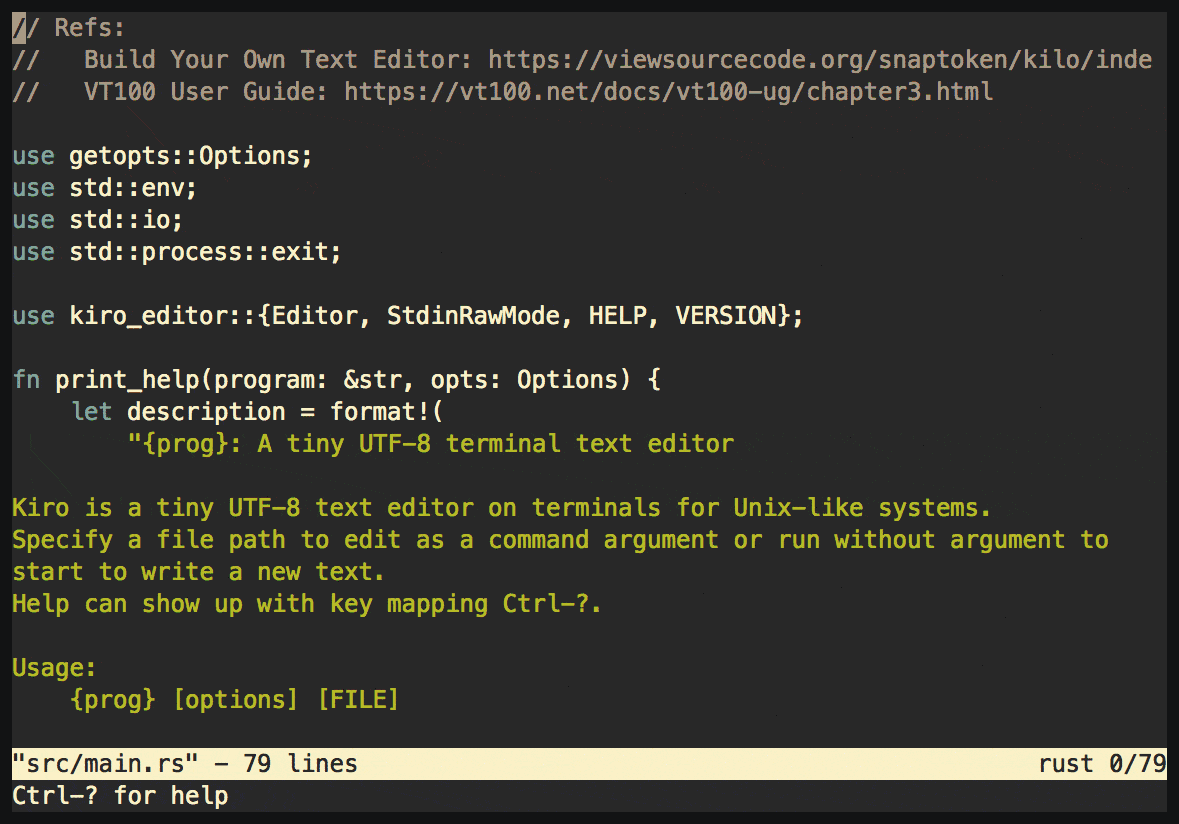 // Refs:
//   Build Your Own Text Editor: https://viewsourcecode.org/snaptoken/kilo/inde
//   VT100 User Guide: https://vt100.net/docs/vt100-ug/chapter3.html

use getopts::Options;
use std::env;
use std::io;
use std::process::exit;

use kiro_editor::{Editor, StdinRawMode, HELP, VERSION};

fn print_help(program: &str, opts: Options) {
    let description = format!(
        "{prog}: A tiny UTF-8 terminal text editor

Kiro is a tiny UTF-8 text editor on terminals for Unix-like systems.
Specify a file path to edit as a command argument or run without argument to
start to write a new text.
Help can show up with key mapping Ctrl-?.

Usage:
    {prog} [options] [FILE]

"src/main.rs" - 79 lines rust 0/79
Ctrl-? for help